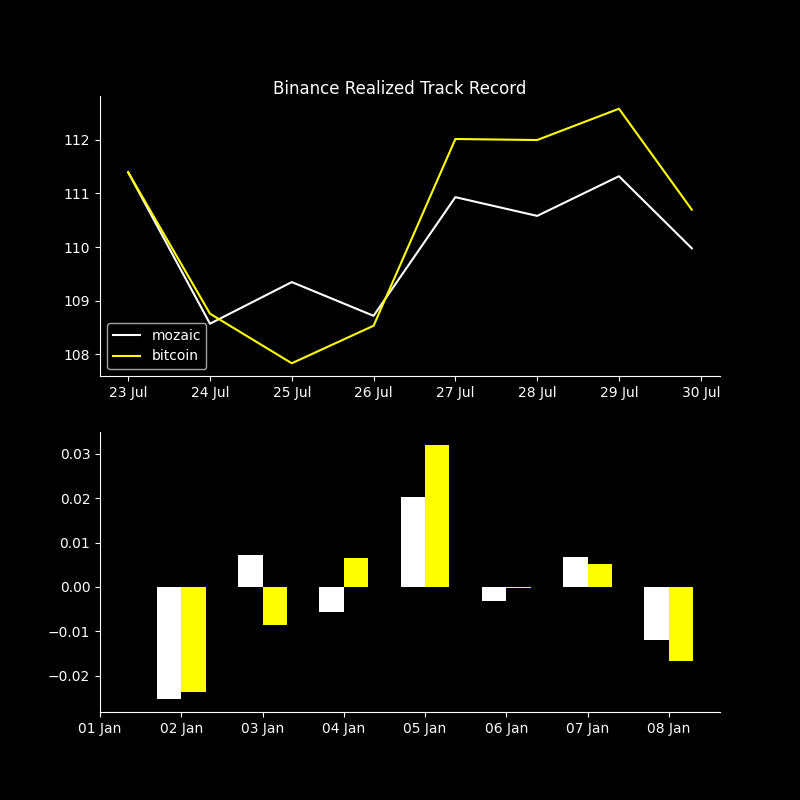 Binance Realized Track Record
112
111
110
109
108
mozaic
bitcoin
23 Jul 24 Jul 25 Jul 26 Jul 27 Jul 28 Jul 29 Jul 30 Jul
0.03
0.02
0.01
0.00
−0.01
−0.02
01 Jan 02 Jan 03 Jan 04 Jan 05 Jan 06 Jan 07 Jan 08 Jan